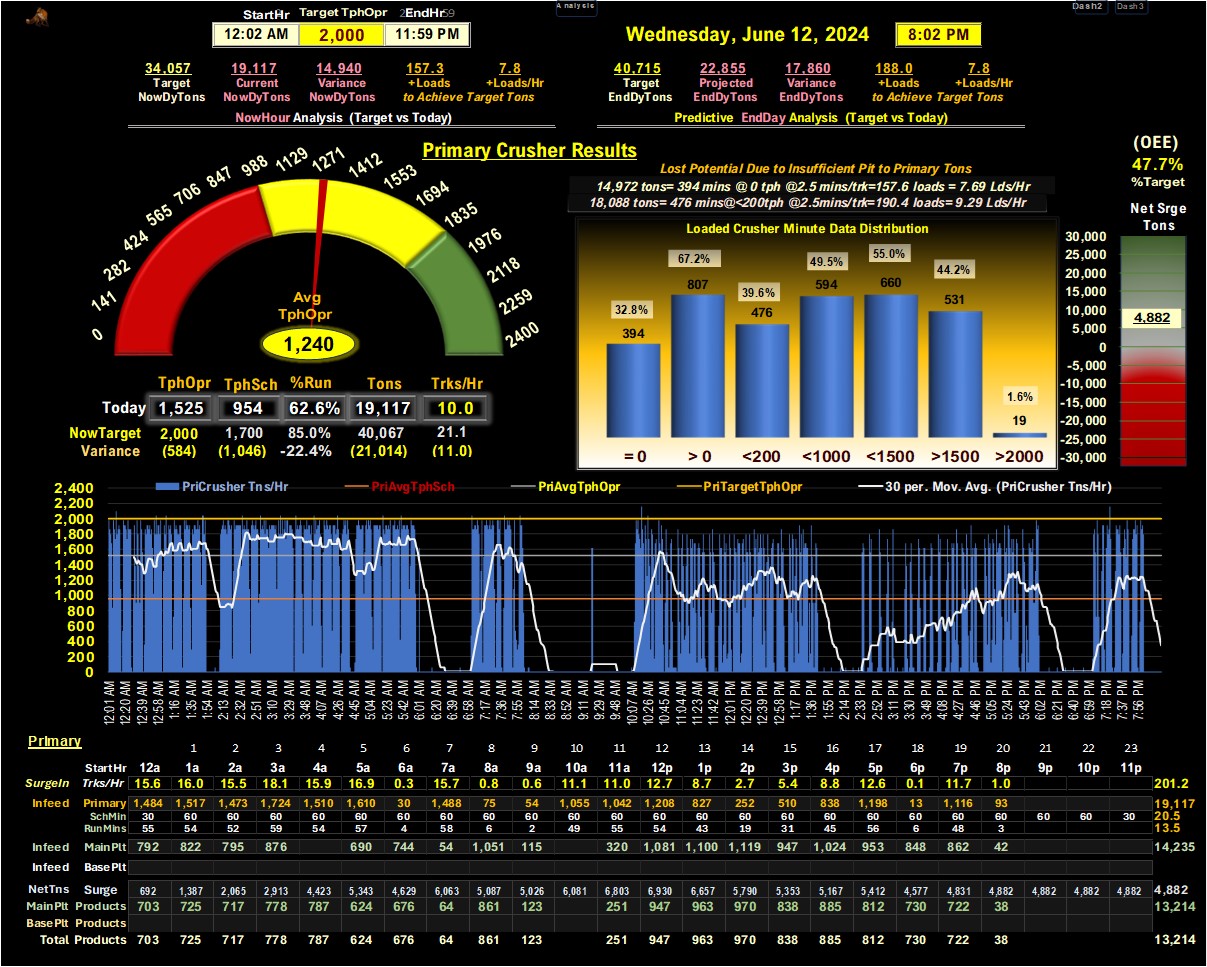 Analysis
Dash2 Dash3
StartHr Target TphOpr EndHr
12:02 AM 2,000 11:59 PM
Wednesday, June 12, 2024 8:02 PM
34,057 19,117 14,940 157.3 7.8
Target Current Variance +Loads +Loads/Hr
NowDyTons NowDyTons NowDyTons to Achieve Target Tons
NowHour Analysis (Target vs Today)
40,715 22,855 17,860 188.0 7.8
Target Projected Variance +Loads +Loads/Hr
EndDyTons EndDyTons EndDyTons to Achieve Target Tons
Predictive EndDay Analysis (Target vs Today)
Primary Crusher Results
0 141 282 424 565 706 847 988 1129 1271 1412 1553 1694 1835 1976 2118 2259 2400
Avg
TphOpr
1,240
TphOpr TphSch %Run Tons Trks/Hr
Today 1,525 954 62.6% 19,117 10.0
NowTarget 2,000 1,700 85.0% 40,067 21.1
Variance (584) (1,046) -22.4% (21,014) (11.0)
Lost Potential Due to Insufficient Pit to Primary Tons
14,972 tons= 394 mins @ 0 tph @2.5 mins/trk=157.6 loads = 7.69 Lds/Hr
18,088 tons= 476 mins@<200tph @2.5mins/trk=190.4 loads= 9.29 Lds/Hr
Loaded Crusher Minute Data Distribution
32.8% 67.2% 39.6% 49.5% 55.0% 44.2% 1.6%
394 807 476 594 660 531 19
= 0 > 0 <200 <1000 <1500 >1500 >2000
(OEE)
47.7%
%Target
Net Srge
Tons
30,000
25,000
20,000
15,000
10,000
4,882
5,000
0
-5,000
-10,000
-15,000
-20,000
-25,000
-30,000
PriCrusher Tns/Hr PriAvgTphSch PriAvgTphOpr PriTargetTphOpr 30 per. Mov. Avg. (PriCrusher Tns/Hr)
2,400
2,200
2,000
1,800
1,600
1,400
1,200
1,000
800
600
400
200
12:01 AM 12:20 AM 12:39 AM 12:58 AM 1:16 AM 1:35 AM 1:54 AM 2:13 AM 2:32 AM 2:51 AM 3:10 AM 3:29 AM 3:48 AM 4:07 AM 4:26 AM 4:45 AM 5:04 AM 5:23 AM 5:42 AM 6:01 AM 6:20 AM 6:39 AM 6:58 AM 7:17 AM 7:36 AM 7:55 AM 8:14 AM 8:33 AM 8:52 AM 9:11 AM 9:29 AM 9:48 AM 10:07 AM 10:26 AM 10:45 AM 11:04 AM 11:23 AM 11:42 AM 12:01 PM 12:20 PM 12:39 PM 12:58 PM 1:17 PM 1:36 PM 1:55 PM 2:14 PM 2:33 PM 2:52 PM 3:11 PM 3:30 PM 3:49 PM 4:08 PM 4:27 PM 4:46 PM 5:05 PM 5:24 PM 5:43 PM 6:02 PM 6:21 PM 6:40 PM 6:59 PM 7:18 PM 7:37 PM 7:56 PM
Primary 1 2 3 4 5 6 7 8 9 10 11 12 13 14 15 16 17 18 19 20 21 22 23
StartHr 12a 1a 2a 3a 4a 5a 6a 7a 8a 9a 10a 11a 12p 1p 2p 3p 4p 5p 6p 7p 8p 9p 10p 11p
SurgeIn Trks/Hr 15.6 16.0 15.5 18.1 15.9 16.9 0.3 15.7 0.8 0.6 11.1 11.0 12.7 8.7 2.7 5.4 8.8 12.6 0.1 11.7 1.0 201.2
Infeed Primary 1,484 1,517 1,473 1,724 1,510 1,610 30 1,488 75 54 1,055 1,042 1,208 827 252 510 838 1,198 13 1,116 93 19,117
SchMin 30 60 60 60 60 60 60 60 60 60 60 60 60 60 60 60 60 60 60 60 60 60 60 30 20.5
RunMins 55 54 52 59 54 57 4 58 6 2 49 55 54 43 19 31 45 56 6 48 3 13.5
Infeed MainPlt 792 822 795 876 690 744 54 1,051 115 320 1,081 1,100 1,119 947 1,024 953 848 862 42 14,235
Infeed BasePlt
NetTns Surge 692 1,387 2,065 2,913 4,423 5,343 4,629 6,063 5,087 5,026 6,081 6,803 6,930 6,657 5,790 5,353 5,167 5,412 4,577 4,831 4,882 4,882 4,882 4,882 4,882
MainPlt Products 703 725 717 778 787 624 676 64 861 123 251 947 963 970 838 885 812 730 722 38 13,214
BasePlt Products
Total Products 703 725 717 778 787 624 676 64 861 123 251 947 963 970 838 885 812 730 722 38 13,214